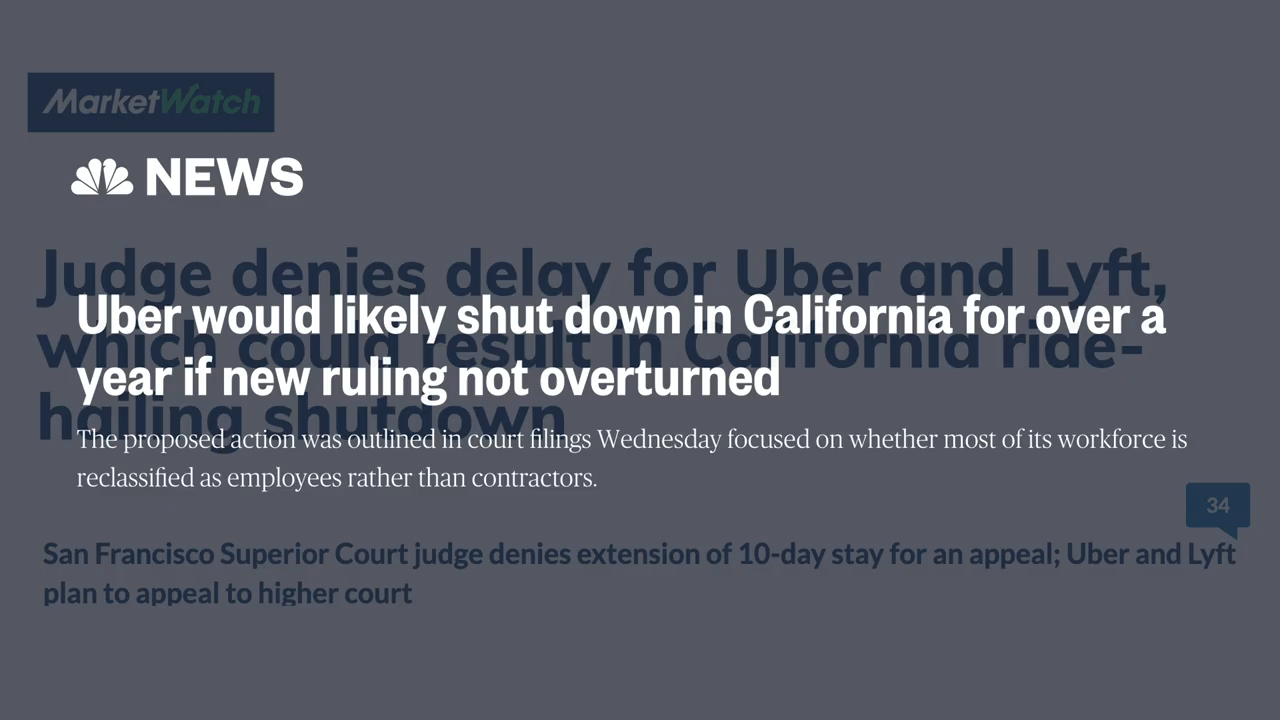 MarketWatch
NEWS
Judge denies delay for Uber and Lyft,
which could result in California ride-
hailing shutdown
Uber would likely shut down in California for over a
year if new ruling not overturned
The proposed action was outlined in court filings Wednesday focused on whether most of its workforce is
reclassified as employees rather than contractors.
34
San Francisco Superior Court judge denies extension of 10-day stay for an appeal; Uber and Lyft
plan to appeal to higher court